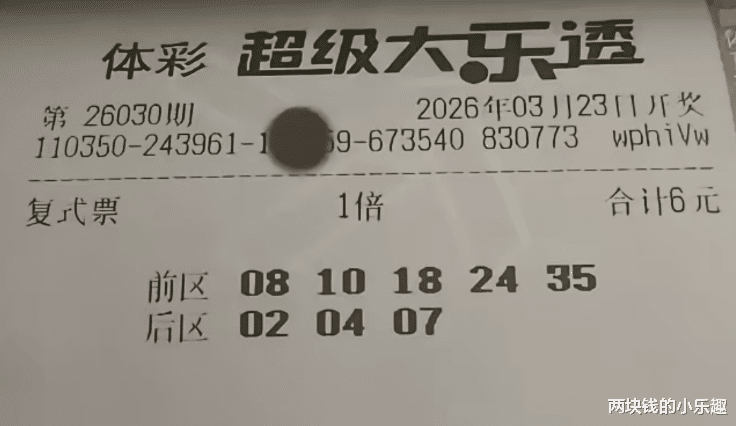 体彩 超级大乐透
第 26030期 2026年03月23日开奖
110350-243961-1 59-673540 830773 wphiVw
复式票 1倍 合计6元
前区 08 10 18 24 35
后区 02 04 07
两块钱的小乐趣